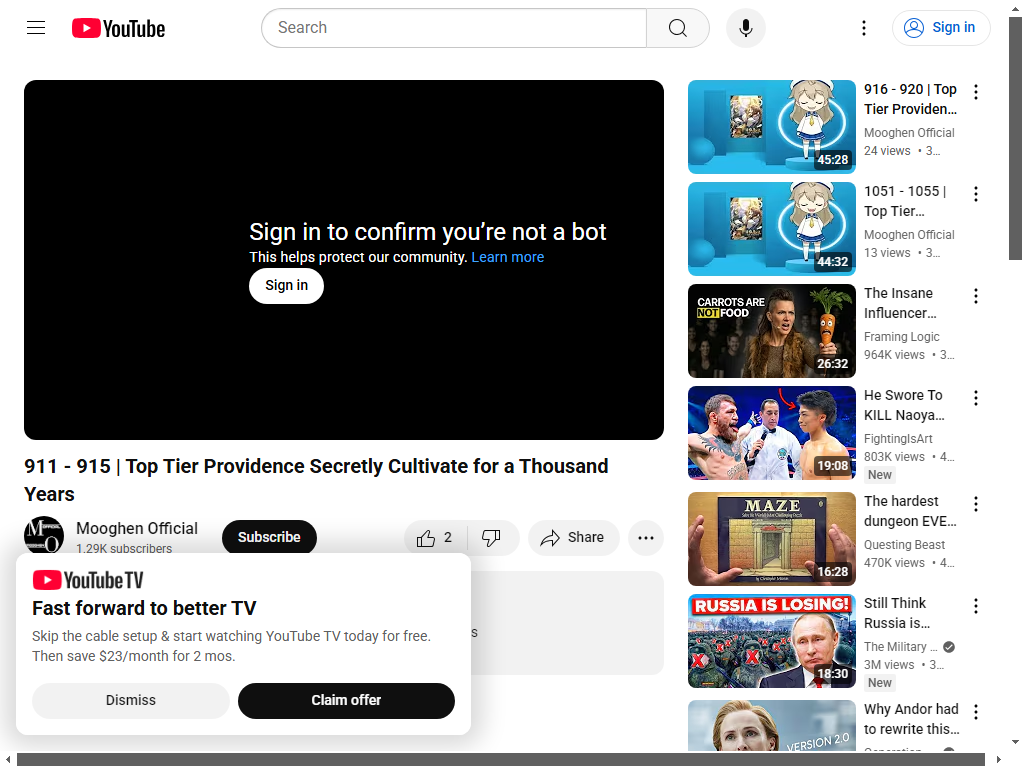 YouTube
Search
Sign in
Sign in to confirm you’re not a bot
This helps protect our community. Learn more
Sign in
911 - 915 | Top Tier Providence Secretly Cultivate for a Thousand
Years
Mooghen Official
1.29K subscribers
Subscribe
2
Share
YouTube TV
Fast forward to better TV
Skip the cable setup & start watching YouTube TV today for free.
Then save $23/month for 2 mos.
Dismiss
Claim offer
s
45:28
916 - 920 | Top
Tier Providen...
Mooghen Official
24 views • 3...
44:32
1051 - 1055 |
Top Tier...
Mooghen Official
13 views • 3...
CARROTS ARE
NOT FOOD
26:32
The Insane
Influencer...
Framing Logic
964K views • 3...
19:08
He Swore To
KILL Naoya...
FightingIsArt
803K views • 4...
New
MAZE
16:28
The hardest
dungeon EVE...
Questing Beast
470K views • 4...
RUSSIA IS LOSING!
18:30
Still Think
Russia is...
The Military ...
3M views • 3...
New
VERSION 2.0
Why Andor had
to rewrite this...